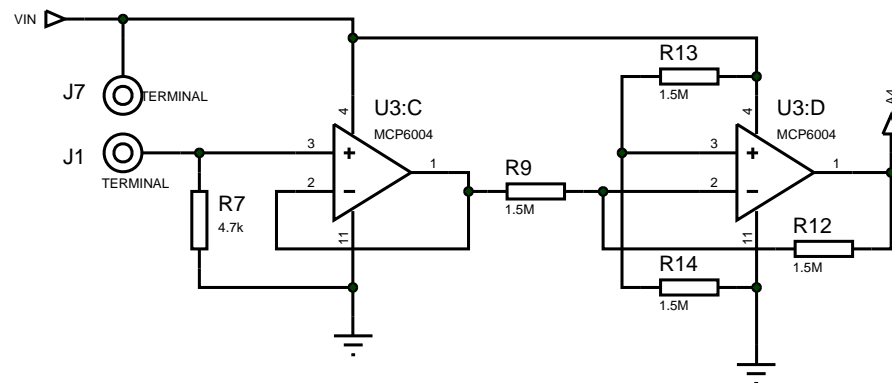 VIN
J7
TERMINAL
J1
TERMINAL
R7
4.7k
U3:C
MCP6004
4
3
2
1
11
R9
1.5M
R13
1.5M
U3:D
MCP6004
4
3
2
1
11
R12
1.5M
R14
1.5M